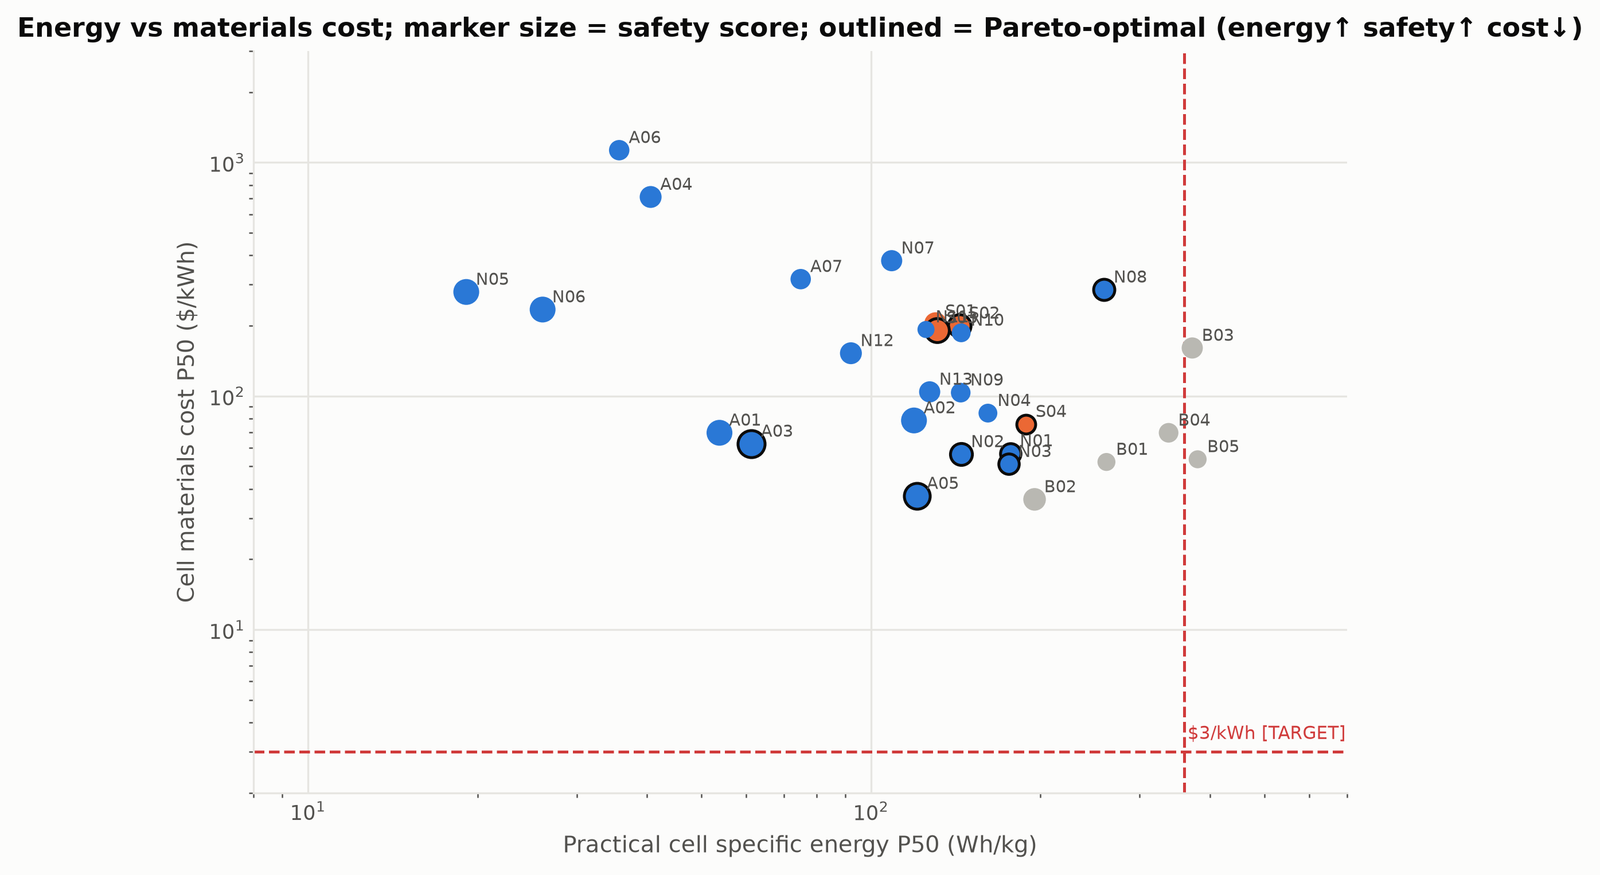 Energy vs materials cost; marker size = safety score; outlined = Pareto-optimal (energy↑ safety↑ cost↓)
Cell materials cost P50 ($/kWh)
10³
10²
10¹
A06
A04
N07
A07
N05
N06
N08
S01
S02
N10
N12
B03
N13
N09
N04
A02
S04
A01
A03
B04
N02
N01
N03
B01
B05
A05
B02
$3/kWh [TARGET]
10¹
10²
Practical cell specific energy P50 (Wh/kg)